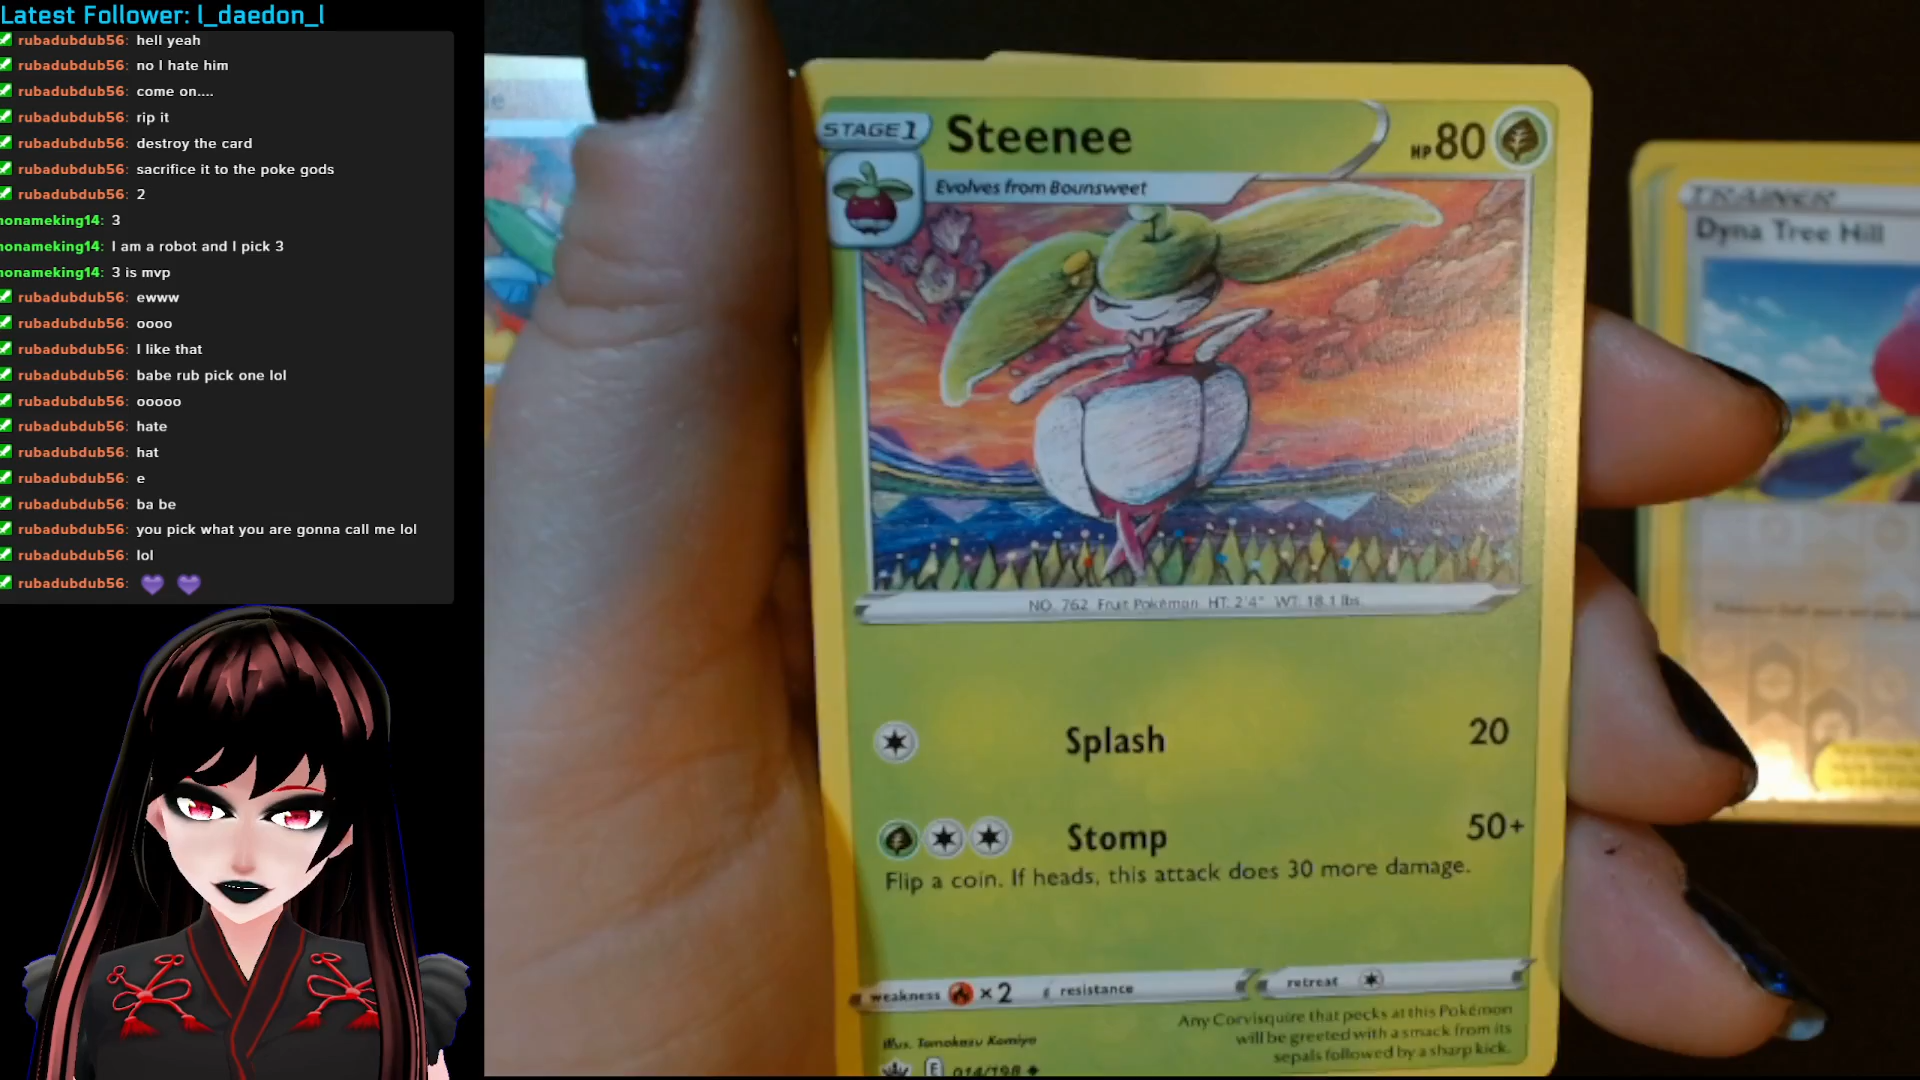 Latest Follower: l_daedon_l
rubadubdub56: hell yeah
rubadubdub56: no I hate him
rubadubdub56: come on....
rubadubdub56: rip it
rubadubdub56: destroy the card
rubadubdub56: sacrifice it to the poke gods
rubadubdub56: 2
nonameking14: 3
nonameking14: I am a robot and I pick 3
nonameking14: 3 is mvp
rubadubdub56: ewww
rubadubdub56: oooo
rubadubdub56: I like that
rubadubdub56: babe rub pick one lol
rubadubdub56: ooooo
rubadubdub56: hate
rubadubdub56: hat
rubadubdub56: e
rubadubdub56: ba be
rubadubdub56: you pick what you are gonna call me lol
rubadubdub56: lol
rubadubdub56: 💜 💜
STAGE 1 Steenee HP 80
Evolves from Bounsweet
NO. 762 Fruit Pokémon HT: 2'4" WT: 18.1 lbs.
Splash 20
Stomp 50+
Flip a coin. If heads, this attack does 30 more damage.
weakness ×2 resistance retreat
Any Corvisquire that pecks at this Pokémon
will be greeted with a smack from its
sepals followed by a sharp kick.
Illus. Tomokazu Komiya
E 014/198
TRAINER
Dyna Tree Hill